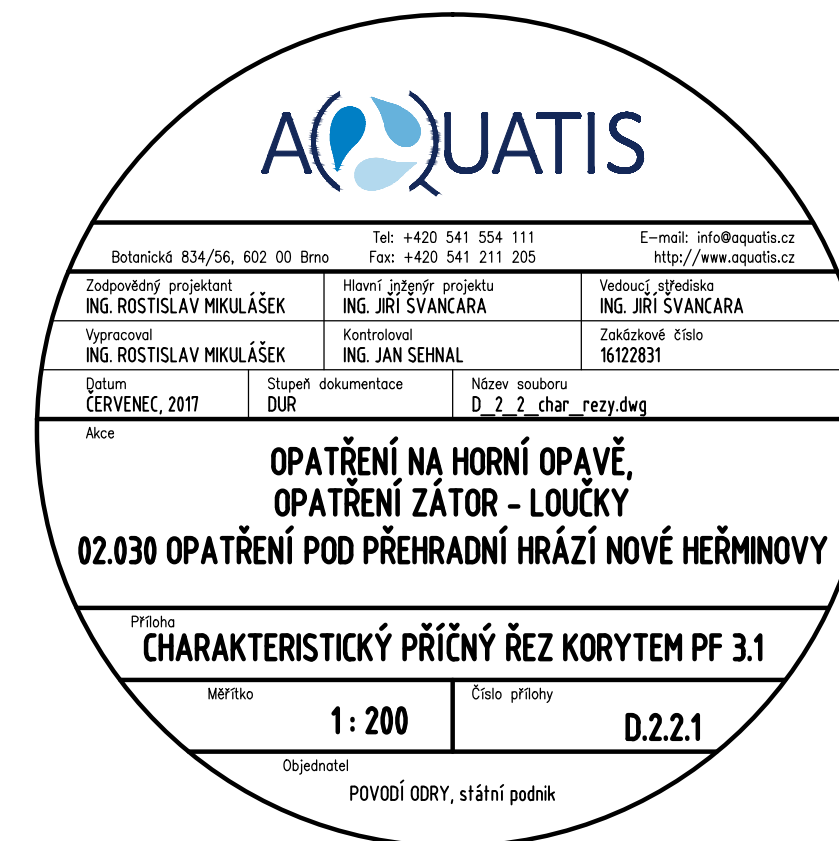 AQUATIS
Botanická 834/56, 602 00 Brno
Tel: +420 541 554 111
Fax: +420 541 211 205
E-mail: info@aquatis.cz
http://www.aquatis.cz
Zodpovědný projektant
ING. ROSTISLAV MIKULÁŠEK
Hlavní inženýr projektu
ING. JIŘÍ ŠVANCARA
Vedoucí střediska
ING. JIŘÍ ŠVANCARA
Vypracoval
ING. ROSTISLAV MIKULÁŠEK
Kontroloval
ING. JAN SEHNAL
Zakázkové číslo
16122831
Datum
ČERVENEC, 2017
Stupeň dokumentace
DUR
Název souboru
D_2_2_char_rezy.dwg
Akce
OPATŘENÍ NA HORNÍ OPAVĚ,
OPATŘENÍ ZÁTOR - LOUČKY
02.030 OPATŘENÍ POD PŘEHRADNÍ HRÁZÍ NOVÉ HEŘMINOVY
Příloha
CHARAKTERISTICKÝ PŘÍČNÝ ŘEZ KORYTEM PF 3.1
Měřítko
1 : 200
Číslo přílohy
D.2.2.1
Objednatel
POVODÍ ODRY, státní podnik